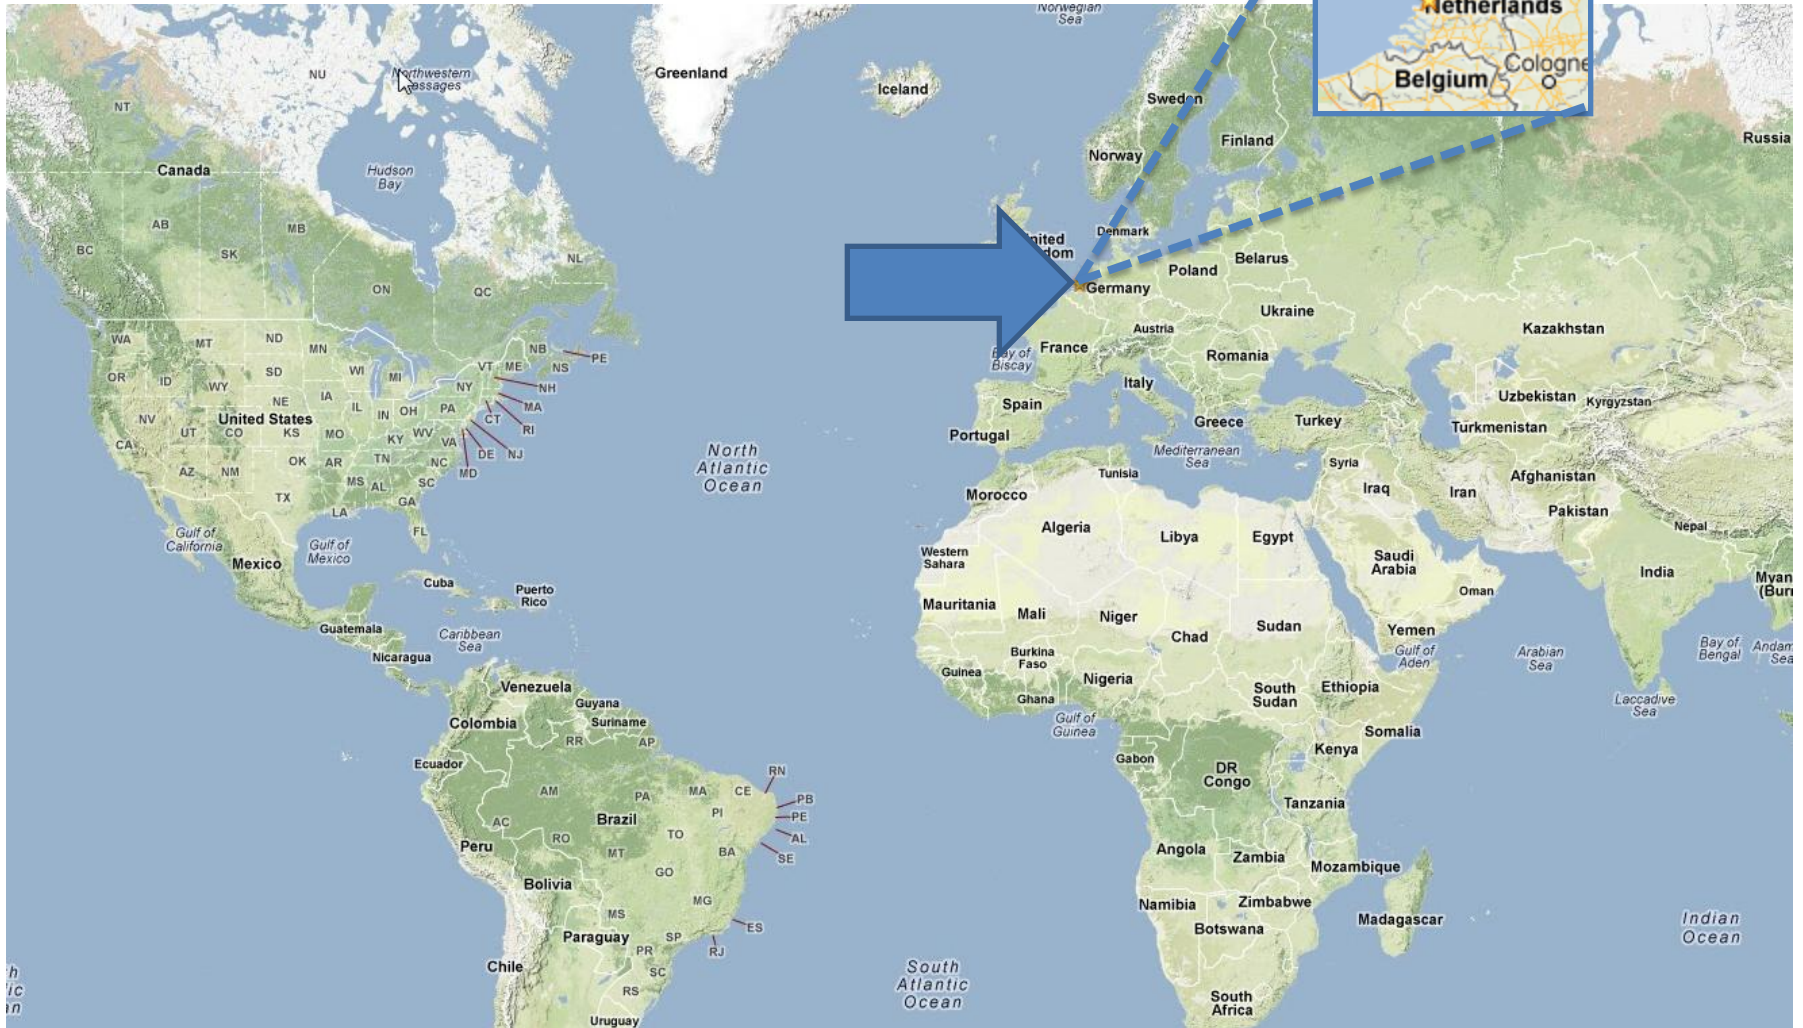 Norwegian
Sea
Netherlands
Belgium
Cologne
Greenland
Iceland
Sweden
Finland
Norway
Russia
NU
Northwestern
Passages
NT
Canada
Hudson
Bay
AB
MB
BC
SK
NL
ON
QC
United
Denmark
Poland
Belarus
Germany
Ukraine
Kazakhstan
Austria
France
Romania
Bay of
Biscay
Italy
Spain
Portugal
Greece
Turkey
Uzbekistan
Kyrgyzstan
Turkmenistan
Mediterranean
Sea
WA
MT
ND
MN
OR
ID
WY
SD
WI
MI
VT
ME
NB
NS
PE
NY
NH
MA
CT
RI
NV
UT
CO
NE
IA
IL
IN
OH
PA
United States
KS
MO
KY
WV
VA
CA
DE
NJ
MD
AZ
NM
OK
AR
TN
NC
SC
MS
AL
GA
TX
LA
FL
North
Atlantic
Ocean
Gulf of
California
Gulf of
Mexico
Mexico
Cuba
Puerto
Rico
Guatemala
Caribbean
Sea
Nicaragua
Tunisia
Morocco
Syria
Iraq
Iran
Afghanistan
Pakistan
Nepal
Algeria
Libya
Egypt
Western
Sahara
Saudi
Arabia
India
Oman
Mauritania
Mali
Niger
Chad
Sudan
Yemen
Gulf of
Aden
Arabian
Sea
Bay of
Bengal
Burkina
Faso
Guinea
Ghana
Nigeria
South
Sudan
Ethiopia
Laccadive
Sea
Gulf of
Guinea
Somalia
Kenya
Gabon
DR
Congo
Tanzania
Angola
Zambia
Mozambique
Namibia
Zimbabwe
Botswana
Madagascar
Indian
Ocean
South
Africa
Venezuela
Guyana
Suriname
Colombia
RR
AP
Ecuador
AM
PA
MA
CE
RN
PB
PE
AL
SE
PI
AC
RO
Brazil
TO
MT
BA
Peru
GO
Bolivia
MG
MS
ES
Paraguay
SP
RJ
PR
SC
Chile
RS
Uruguay
South
Atlantic
Ocean